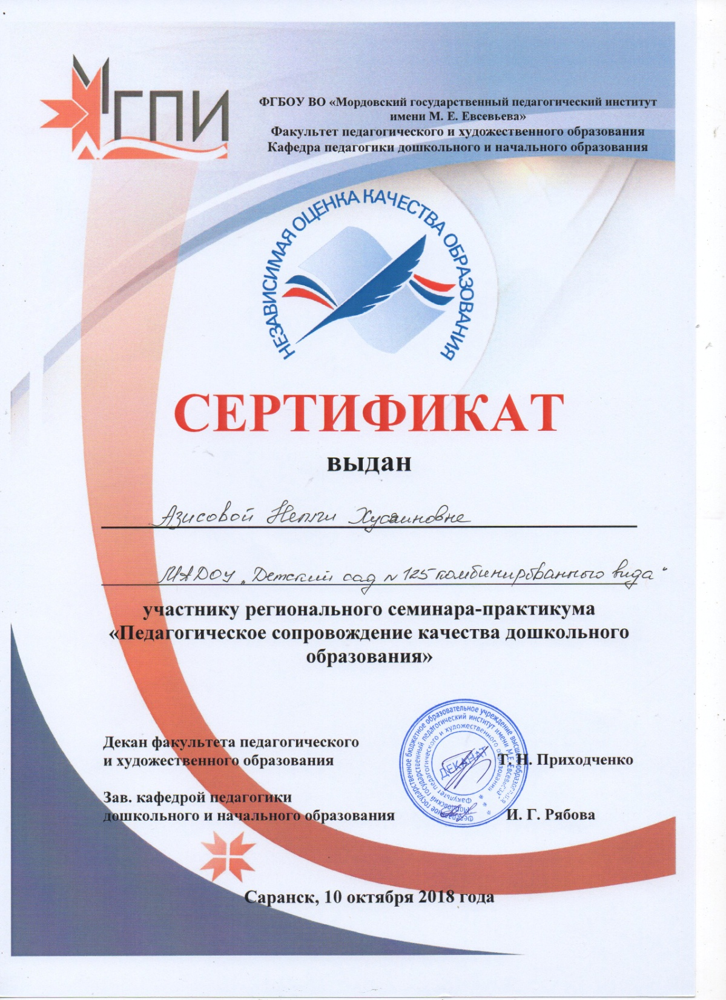 МГПИ
ФГБОУ ВО «Мордовский государственный педагогический институт
имени М. Е. Евсевьева»
Факультет педагогического и художественного образования
Кафедра педагогики дошкольного и начального образования
НЕЗАВИСИМАЯ ОЦЕНКА КАЧЕСТВА ОБРАЗОВАНИЯ
СЕРТИФИКАТ
выдан
Азисовой Нелли Хусаиновне
МАДОУ „Детский сад №125 комбинированного вида"
участнику регионального семинара-практикума
«Педагогическое сопровождение качества дошкольного
образования»
Декан факультета педагогического
и художественного образования
Т. Н. Приходченко
Зав. кафедрой педагогики
дошкольного и начального образования
И. Г. Рябова
Федеральное государственное бюджетное образовательное учреждение высшего образования
Мордовский государственный педагогический институт имени М.Е. Евсевьева
Факультет педагогического и художественного образования
ДЕКАНАТ
Саранск, 10 октября 2018 года